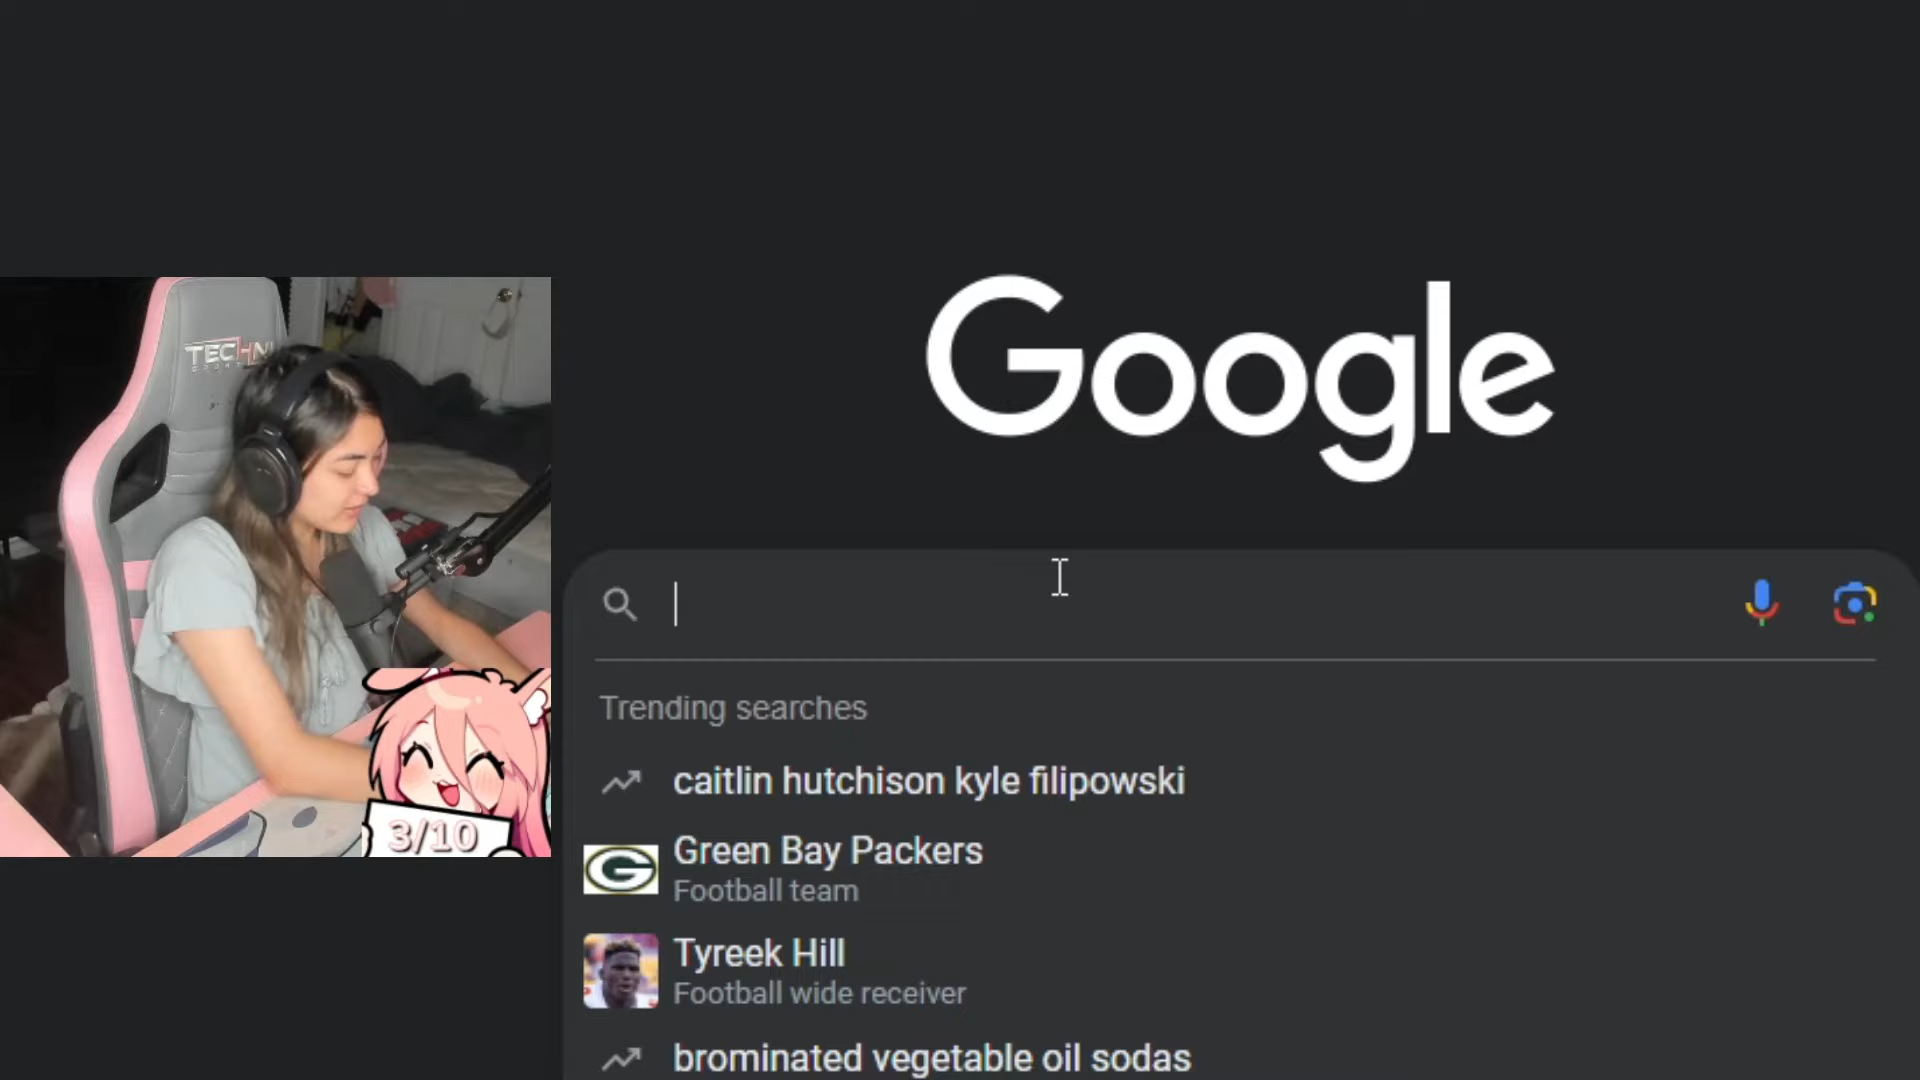 TECHNI
SPORT
3/10
Google
Trending searches
caitlin hutchison kyle filipowski
Green Bay Packers
Football team
Tyreek Hill
Football wide receiver
brominated vegetable oil sodas